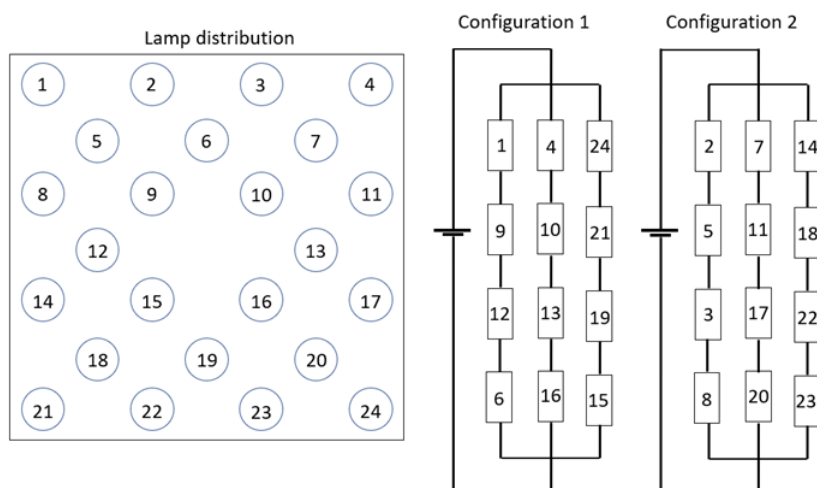 Lamp distribution
1 2 3 4
5 6 7
8 9 10 11
12 13
14 15 16 17
18 19 20
21 22 23 24
Configuration 1
1 4 24
9 10 21
12 13 19
6 16 15
Configuration 2
2 7 14
5 11 18
3 17 22
8 20 23